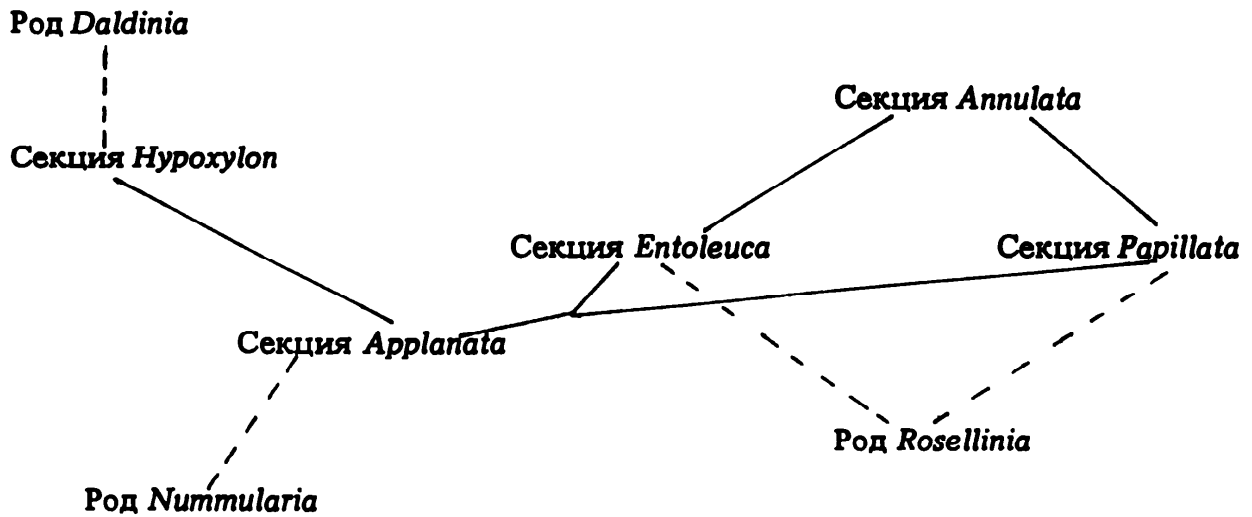 Род Daldinia
Секция Annulata
Секция Hypoxylon
Секция Entoleuca
Секция Papillata
Секция Applanata
Род Rosellinia
Род Nummularia